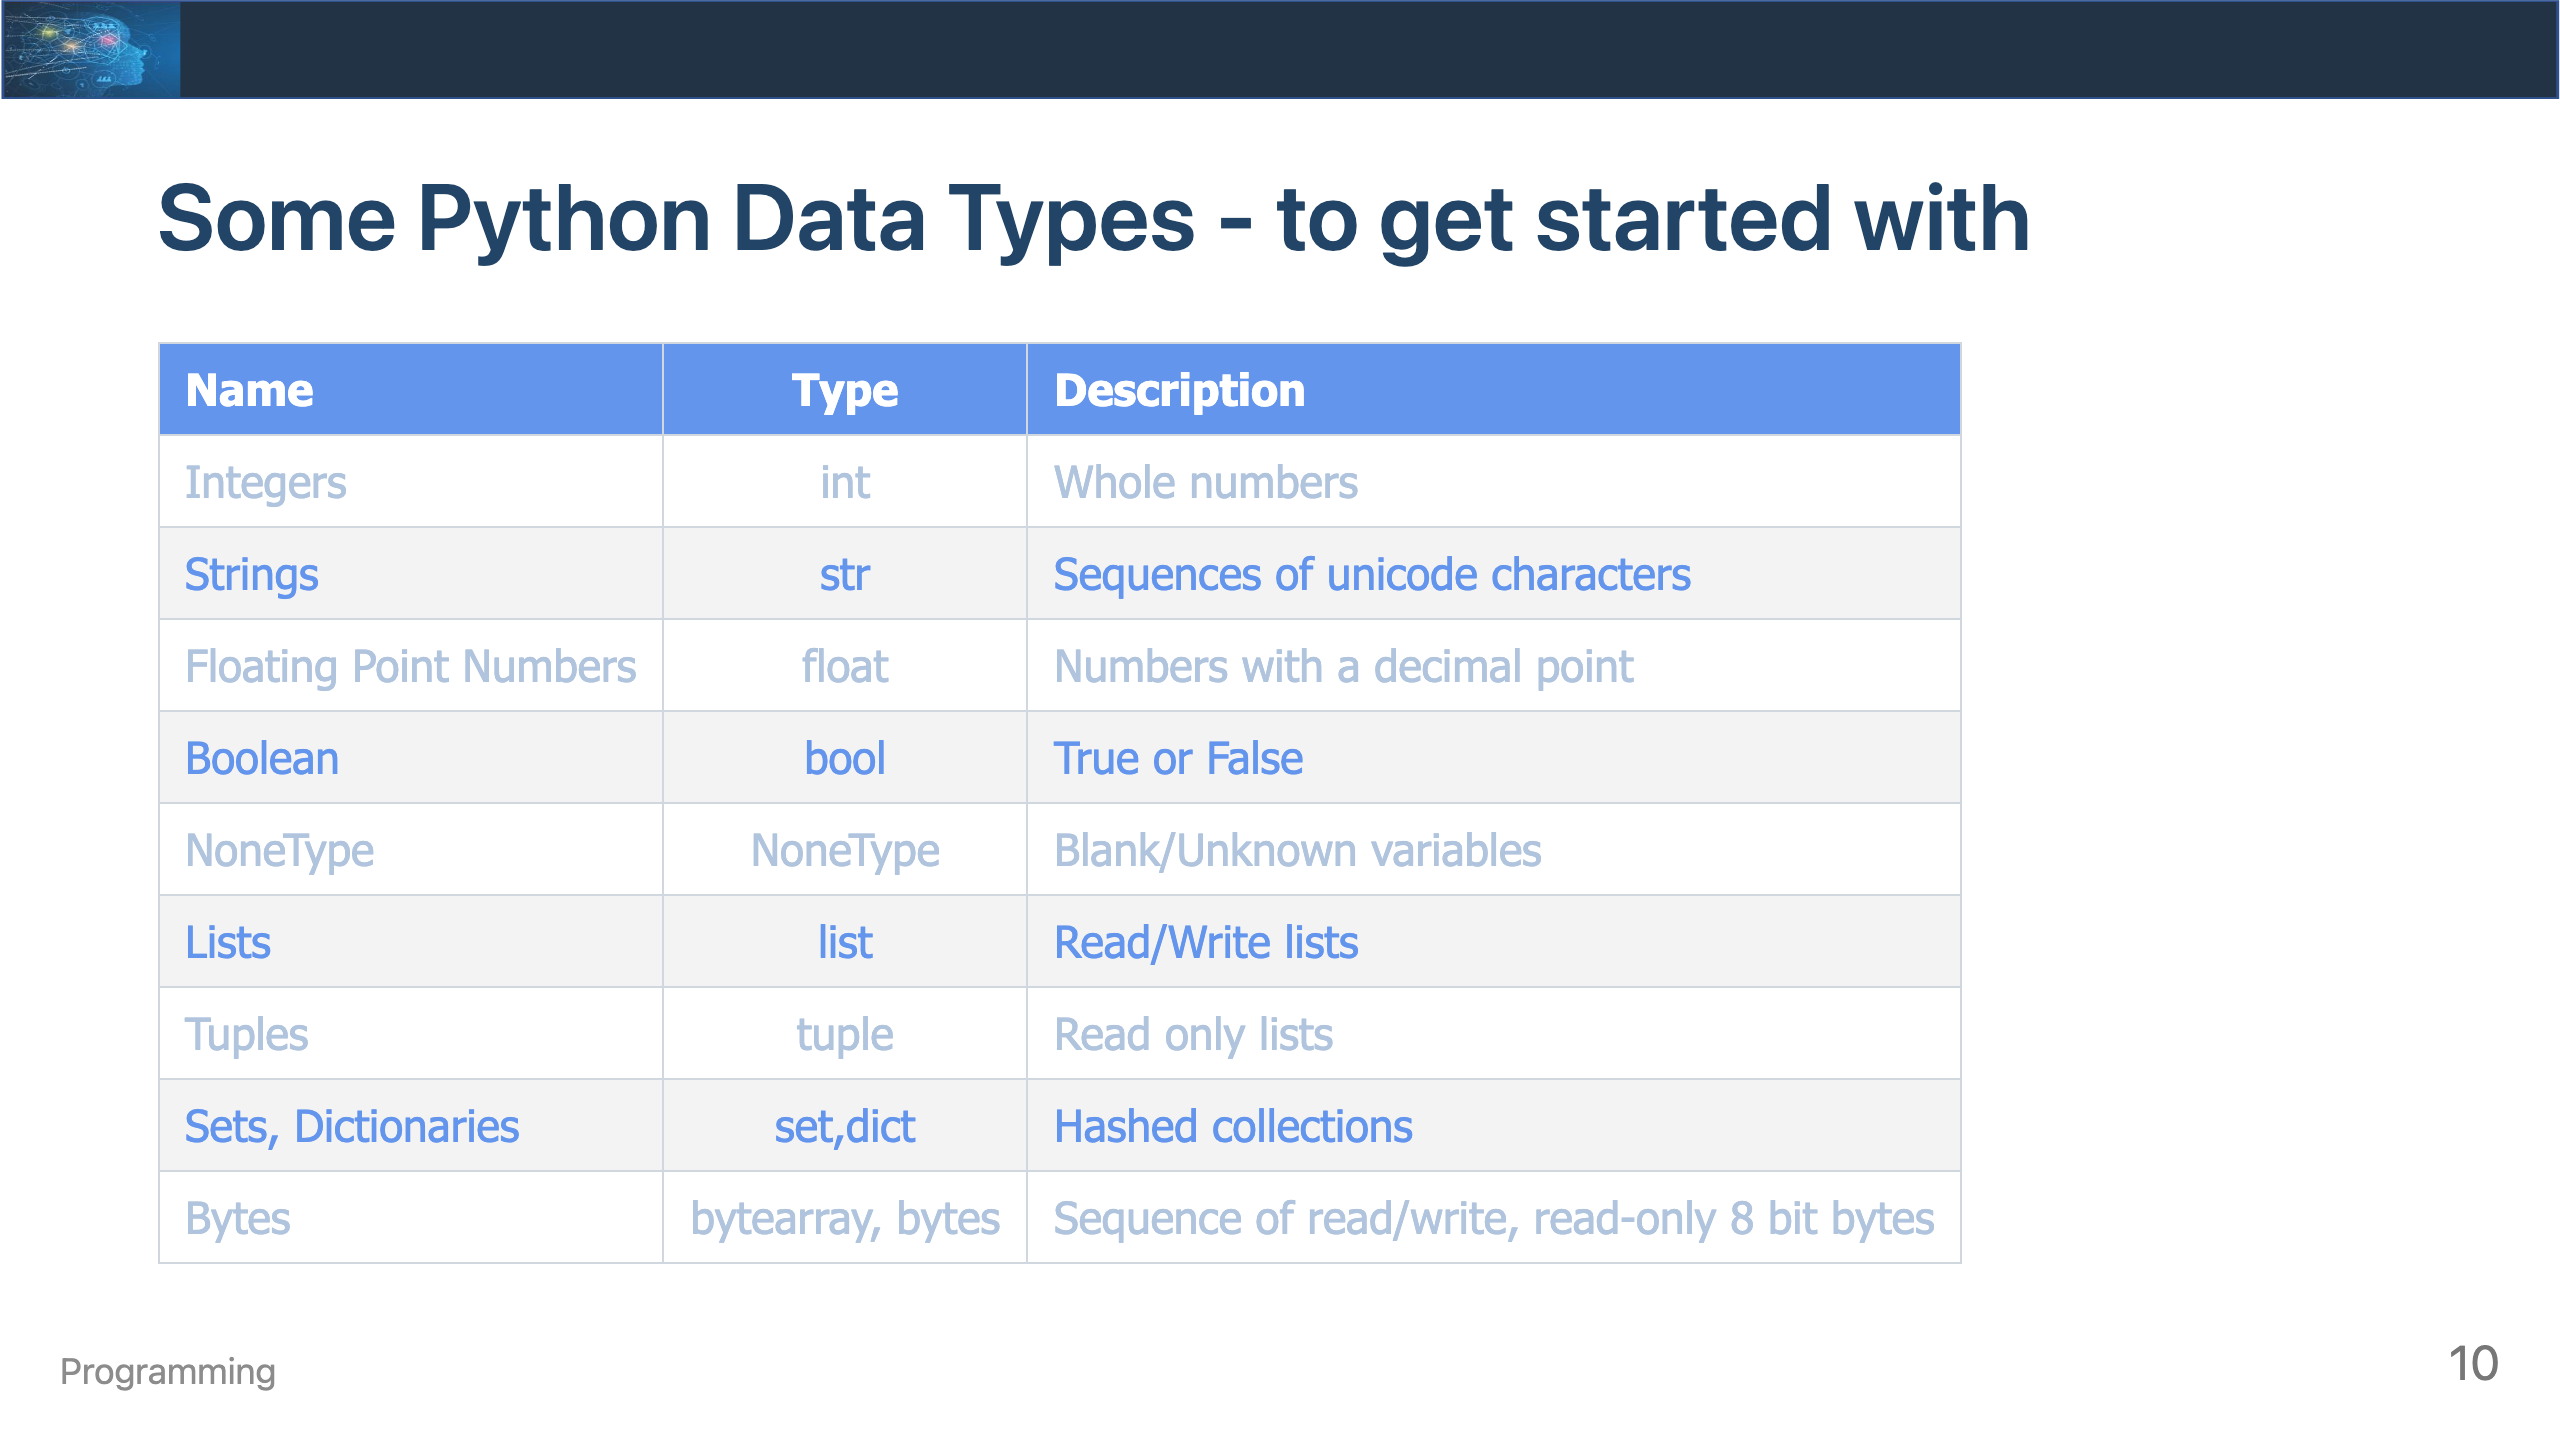 Some Python Data Types - to get started with
Name Type Description
Integers int Whole numbers
Strings str Sequences of unicode characters
Floating Point Numbers float Numbers with a decimal point
Boolean bool True or False
NoneType NoneType Blank/Unknown variables
Lists list Read/Write lists
Tuples tuple Read only lists
Sets, Dictionaries set,dict Hashed collections
Bytes bytearray, bytes Sequence of read/write, read-only 8 bit bytes
Programming
10